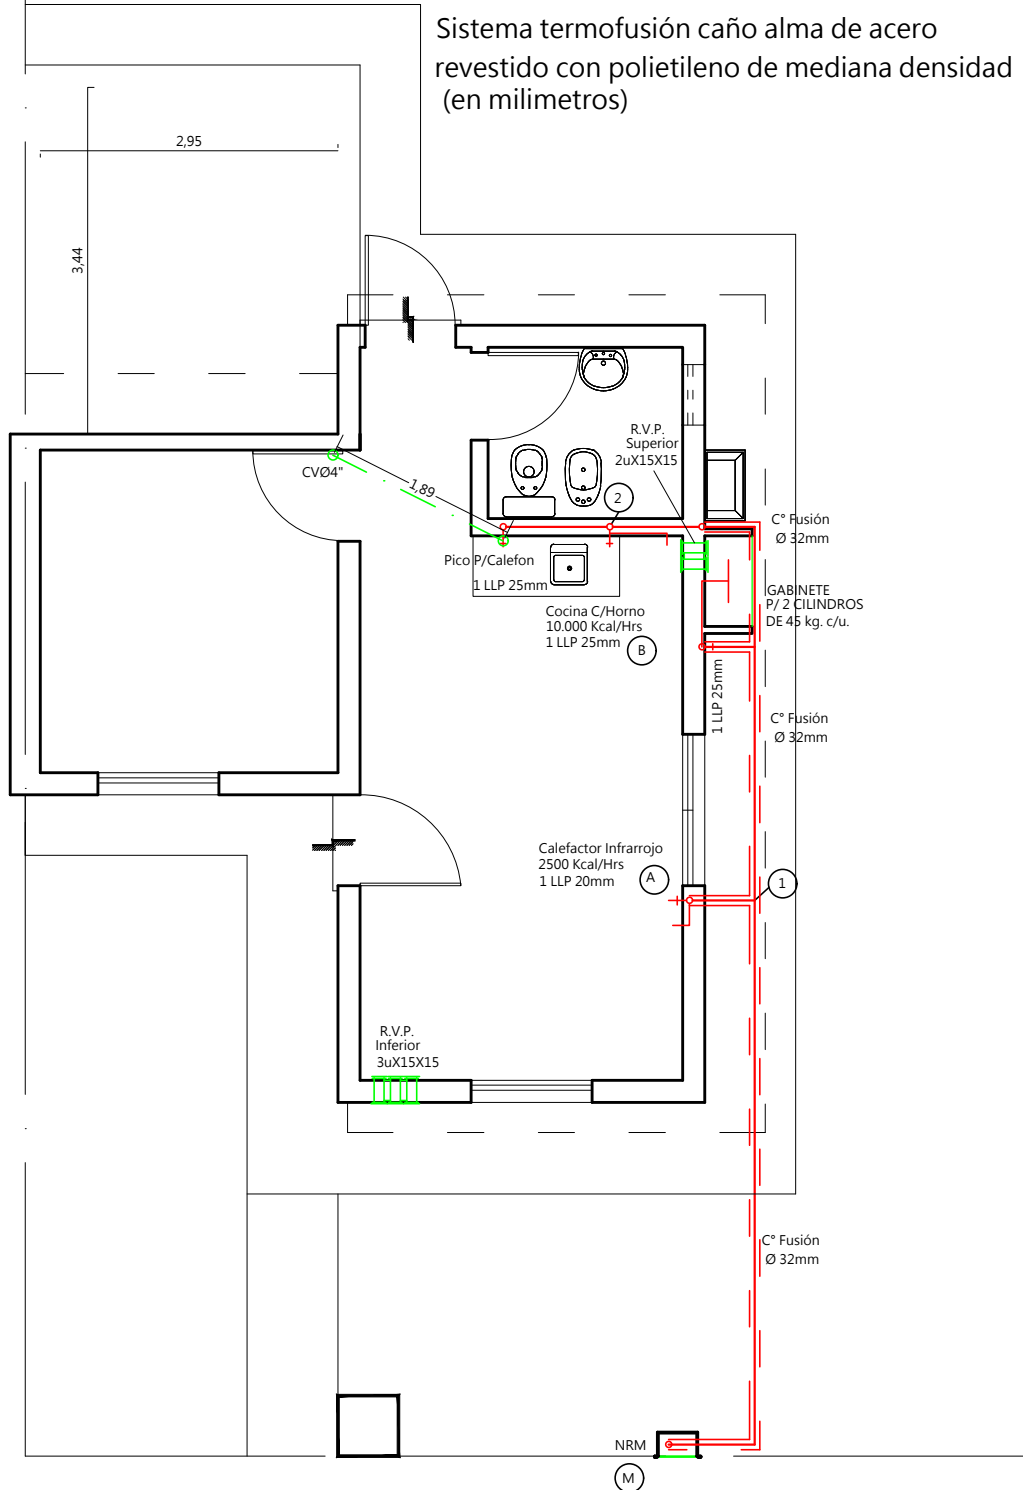 Sistema termofusión caño alma de acero
revestido con polietileno de mediana densidad
(en milimetros)
2,95
3,44
R.V.P.
Superior
2uX15X15
CVØ4"
1,89
2
C° Fusión
Ø 32mm
Pico P/Calefon
1 LLP 25mm
GABINETE
P/ 2 CILINDROS
DE 45 kg. c/u.
Cocina C/Horno
10.000 Kcal/Hrs
1 LLP 25mm
B
1 LLP 25mm
C° Fusión
Ø 32mm
Calefactor Infrarrojo
2500 Kcal/Hrs
1 LLP 20mm
A
1
R.V.P.
Inferior
3uX15X15
C° Fusión
Ø 32mm
NRM
M